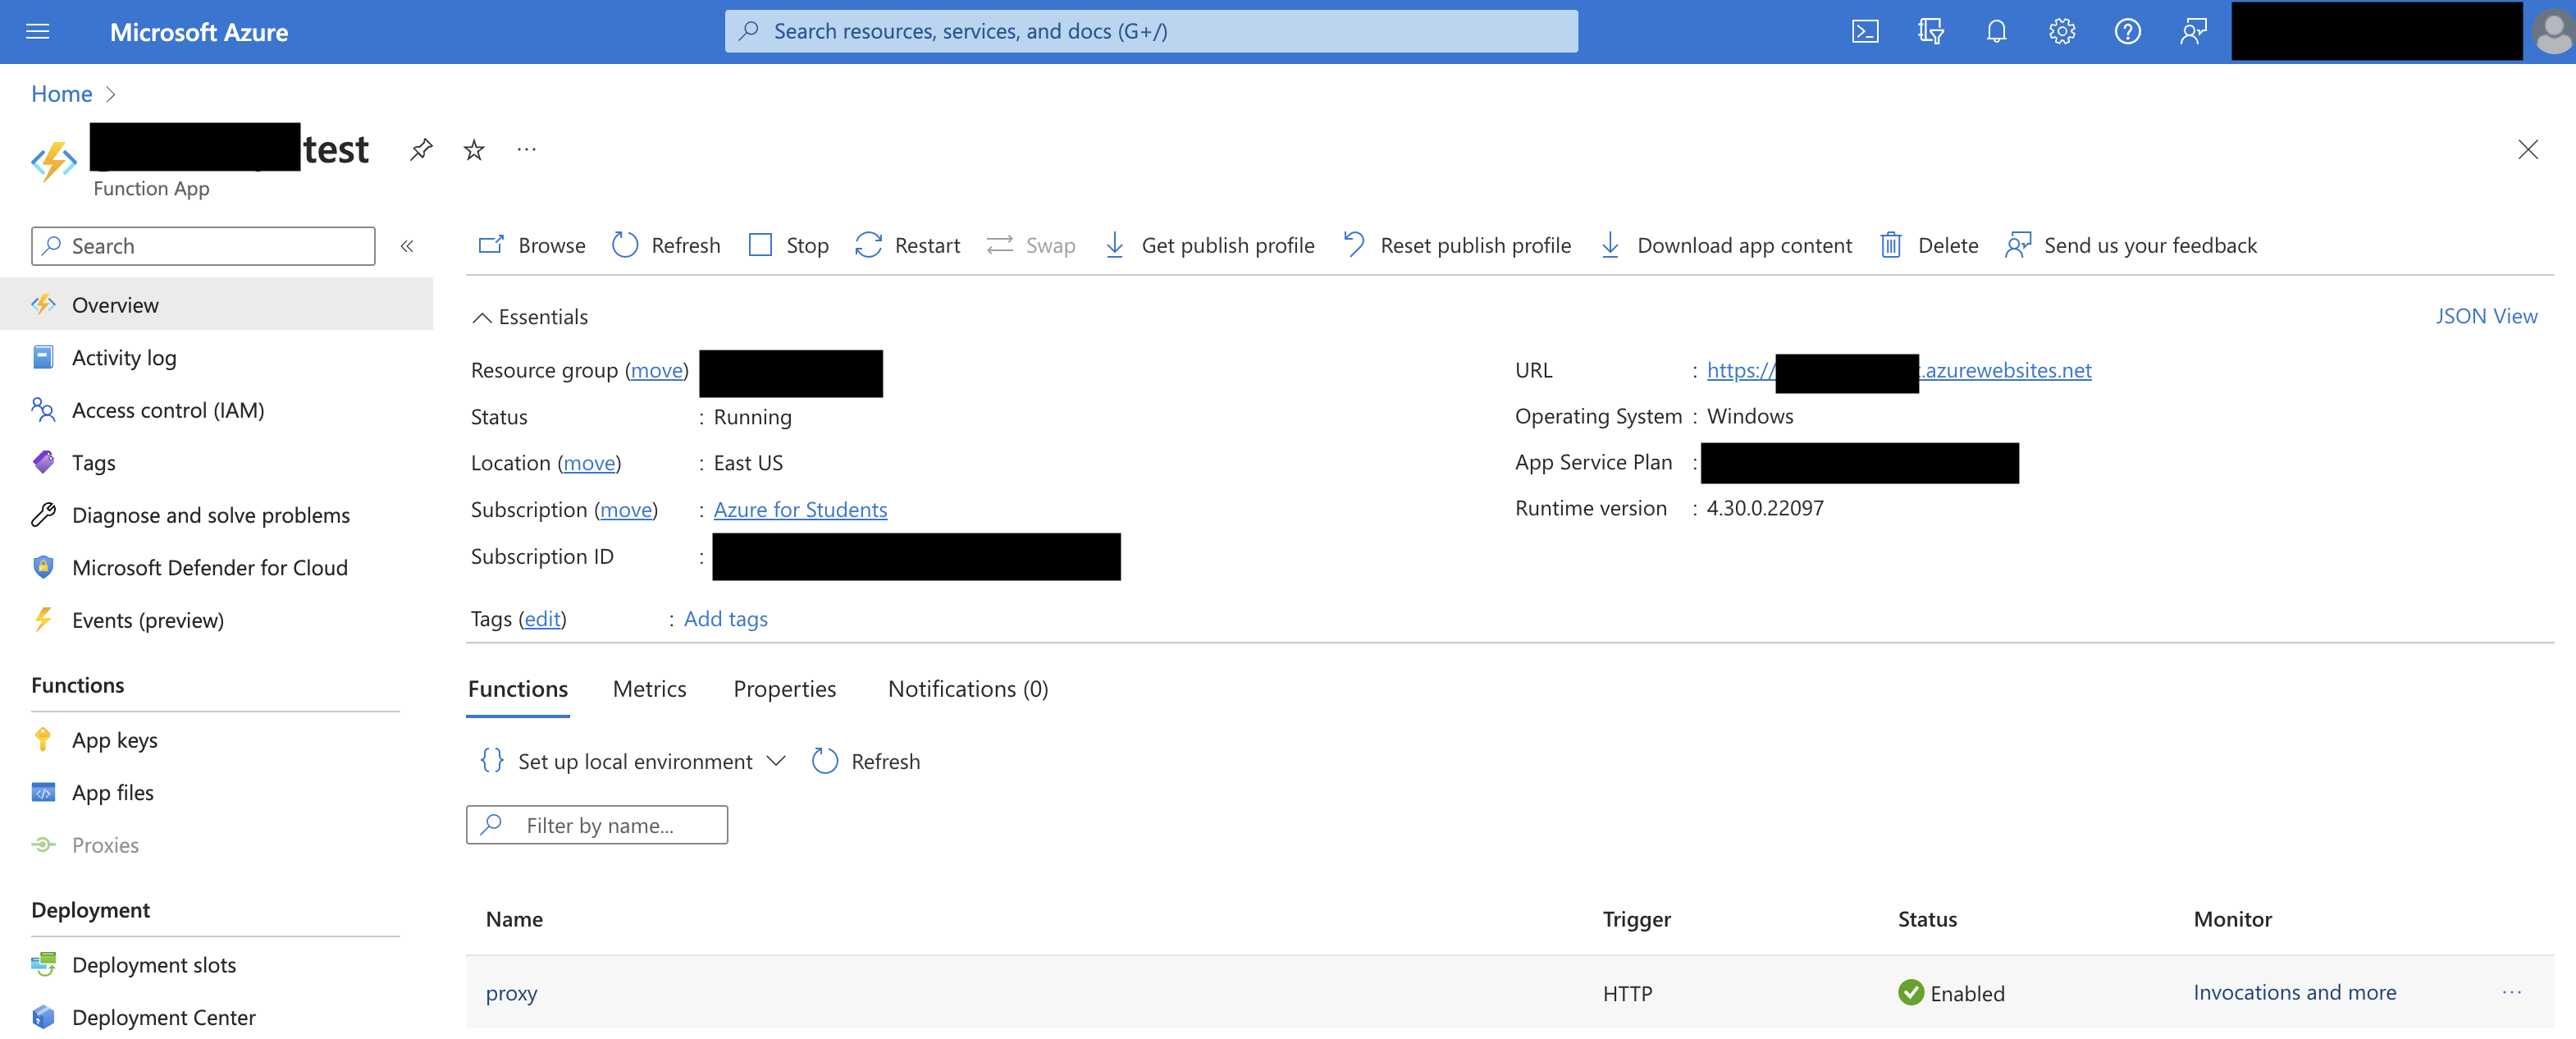 Microsoft Azure
Search resources, services, and docs (G+/)
Home
test
Function App
Search
Browse
Refresh
Stop
Restart
Swap
Get publish profile
Reset publish profile
Download app content
Delete
Send us your feedback
Overview
Activity log
Access control (IAM)
Tags
Diagnose and solve problems
Microsoft Defender for Cloud
Events (preview)
Functions
App keys
App files
Proxies
Deployment
Deployment slots
Deployment Center
Essentials
JSON View
Resource group (move)
Status : Running
Location (move) : East US
Subscription (move) : Azure for Students
Subscription ID :
Tags (edit) : Add tags
URL : https:// .azurewebsites.net
Operating System : Windows
App Service Plan :
Runtime version : 4.30.0.22097
Functions Metrics Properties Notifications (0)
{} Set up local environment Refresh
Filter by name...
Name Trigger Status Monitor
proxy HTTP Enabled Invocations and more ...